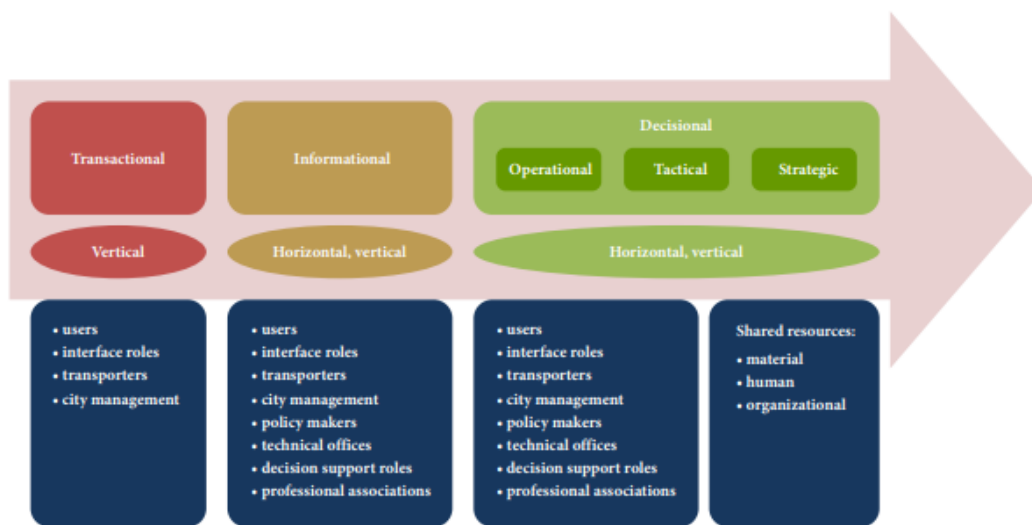 Transactional
Informational
Decisional
Operational
Tactical
Strategic
Vertical
Horizontal, vertical
Horizontal, vertical
• users
• interface roles
• transporters
• city management
• users
• interface roles
• transporters
• city management
• policy makers
• technical offices
• decision support roles
• professional associations
• users
• interface roles
• transporters
• city management
• policy makers
• technical offices
• decision support roles
• professional associations
Shared resources:
• material
• human
• organizational